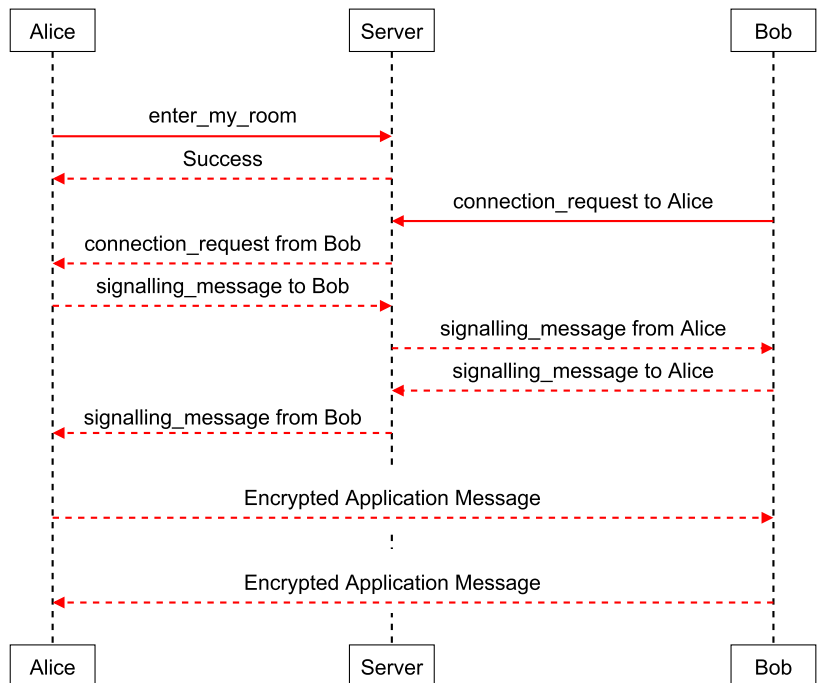 Alice
Server
Bob
enter_my_room
Success
connection_request to Alice
connection_request from Bob
signalling_message to Bob
signalling_message from Alice
signalling_message to Alice
signalling_message from Bob
Encrypted Application Message
Encrypted Application Message
Alice
Server
Bob